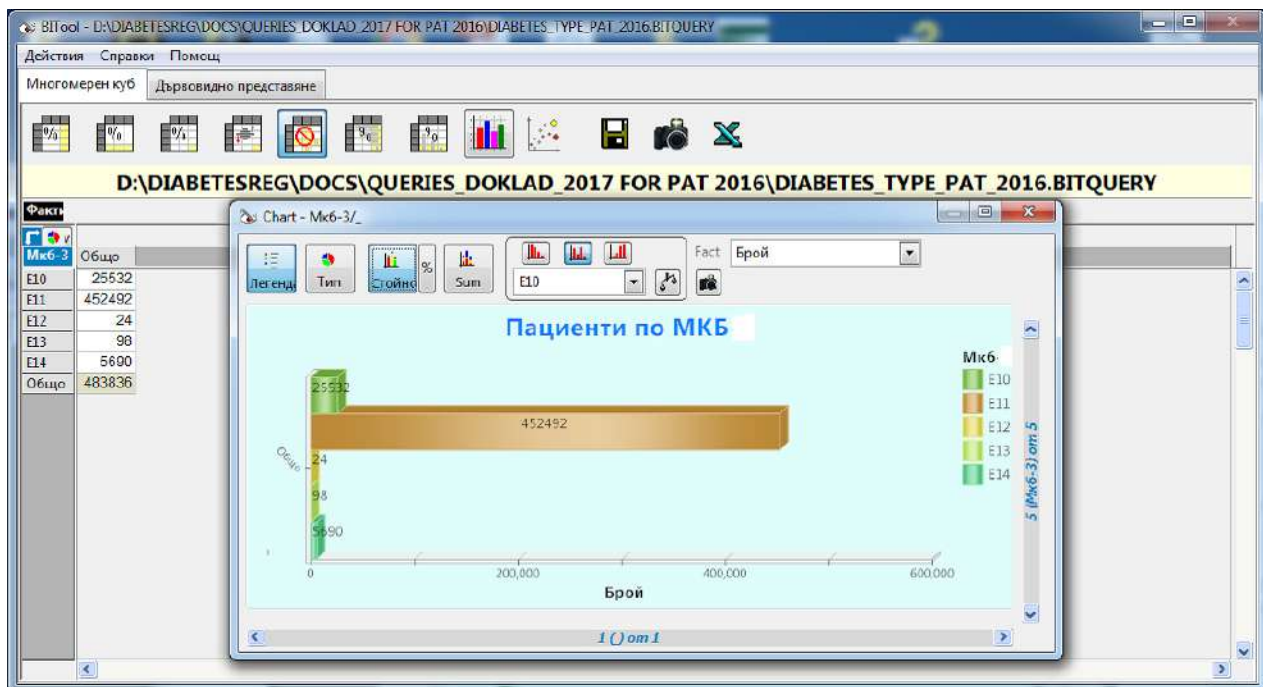 BITool - D:\DIABETESREG\DOCS\QUERIES_DOKLAD_2017 FOR PAT 2016\DIABETES_TYPE_PAT_2016.BITQUERY
Действия Справки Помощ
Многомерен куб Дървовидно представяне
D:\DIABETESREG\DOCS\QUERIES_DOKLAD_2017 FOR PAT 2016\DIABETES_TYPE_PAT_2016.BITQUERY
Факти
Мкб-3 Общо
E10 25532
E11 452492
E12 24
E13 98
E14 5690
Общо 483836
Chart - Мкб-3/_
Легенда Тип Стойно % Sum E10 Fact Брой
Пациенти по МКБ
Мкб-
E10
E11
E12
E13
E14
25532
452492
24
98
5690
Общо
0 200,000 400,000 600,000
Брой
5 (Мкб-3) от 5
1 () от 1